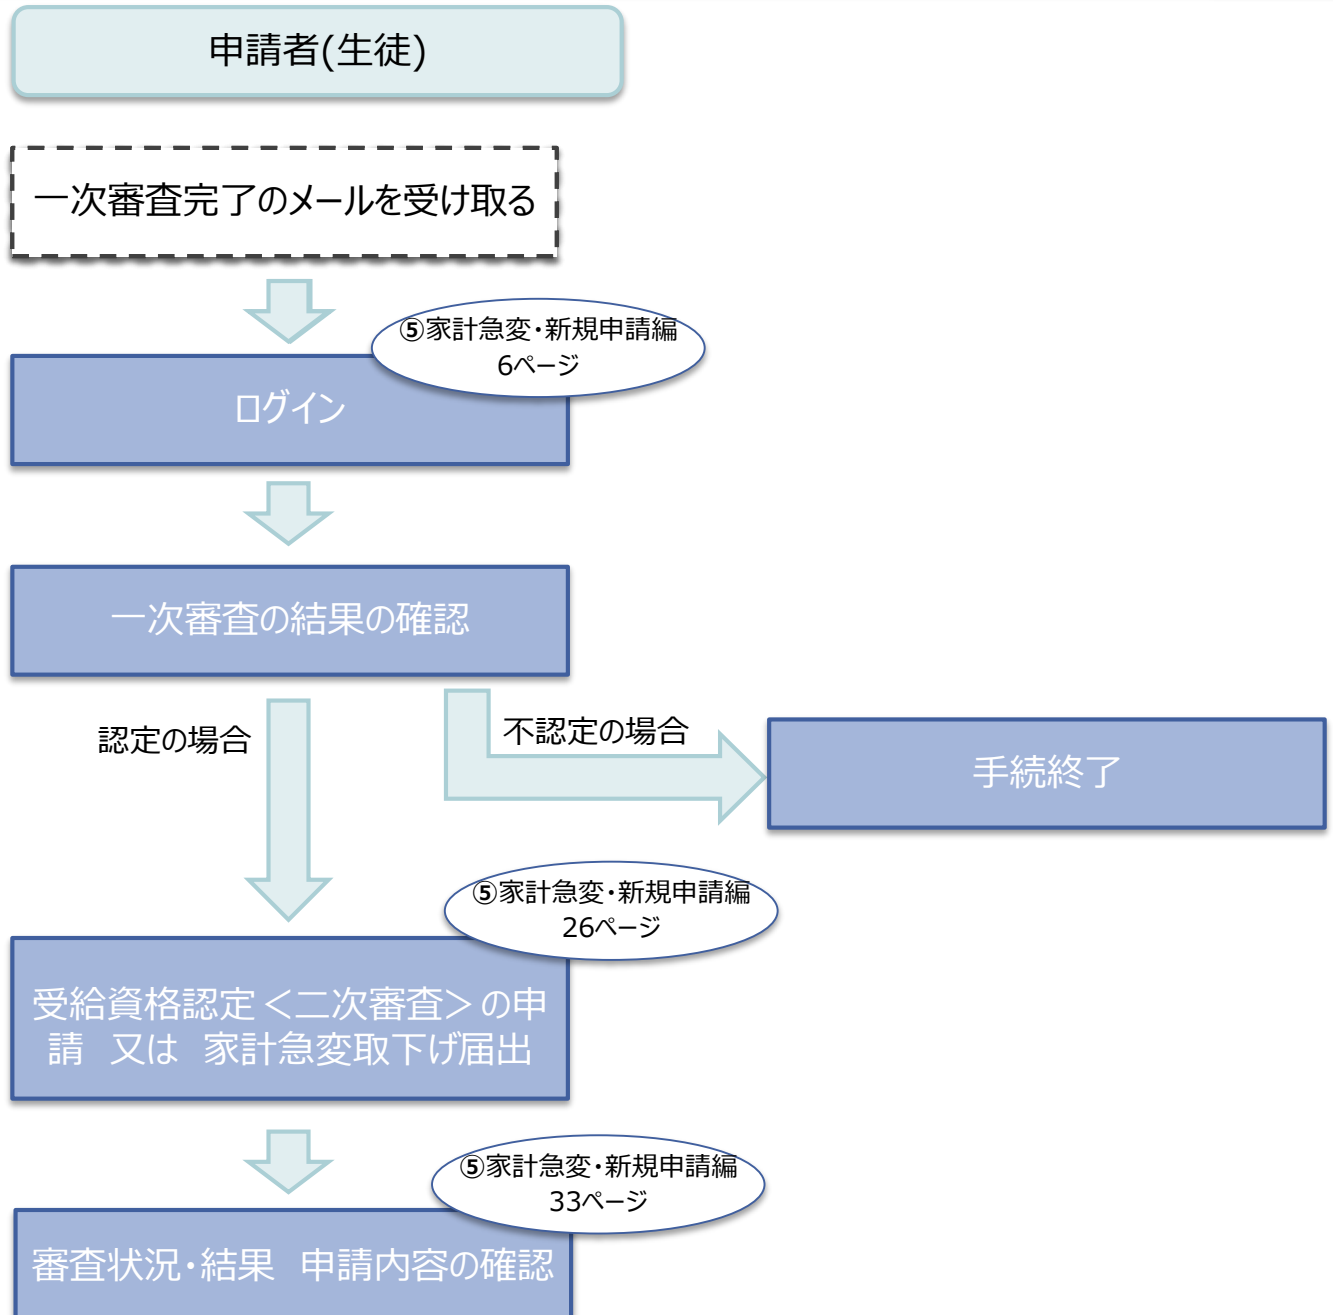 申請者(生徒)
一次審査完了のメールを受け取る
⑤家計急変・新規申請編
6ページ
ログイン
一次審査の結果の確認
認定の場合
不認定の場合
手続終了
⑤家計急変・新規申請編
26ページ
受給資格認定＜二次審査＞の申
請　又は　家計急変取下げ届出
⑤家計急変・新規申請編
33ページ
審査状況・結果　申請内容の確認